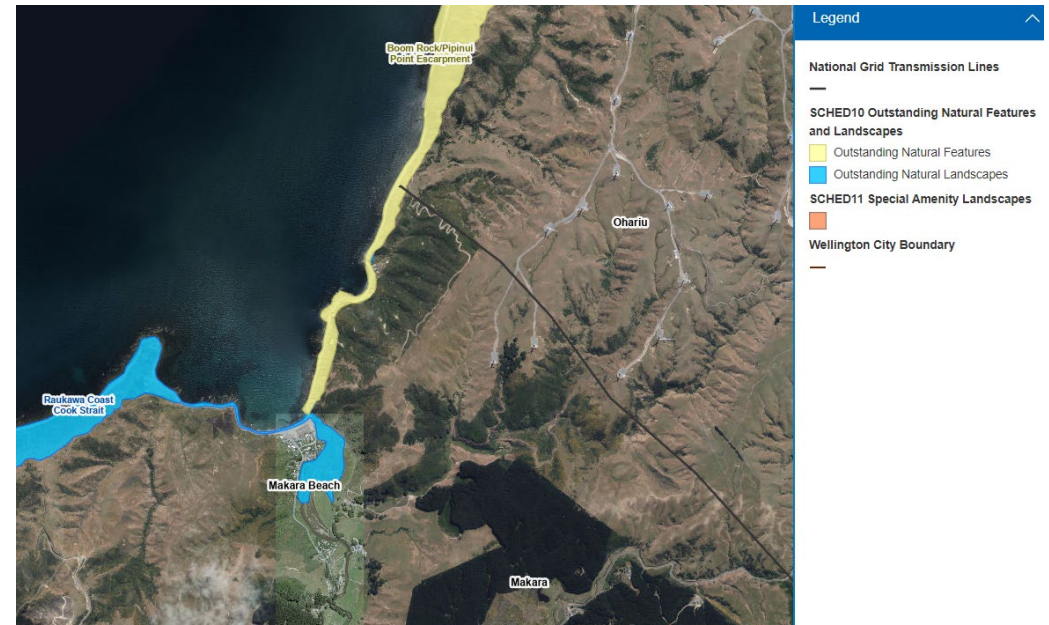 Boom Rock/Pipinui
Point Escarpment
Ohariu
Raukawa Coast
Cook Strait
Makara Beach
Makara
Legend
National Grid Transmission Lines
SCHED10 Outstanding Natural Features
and Landscapes
Outstanding Natural Features
Outstanding Natural Landscapes
SCHED11 Special Amenity Landscapes
Wellington City Boundary